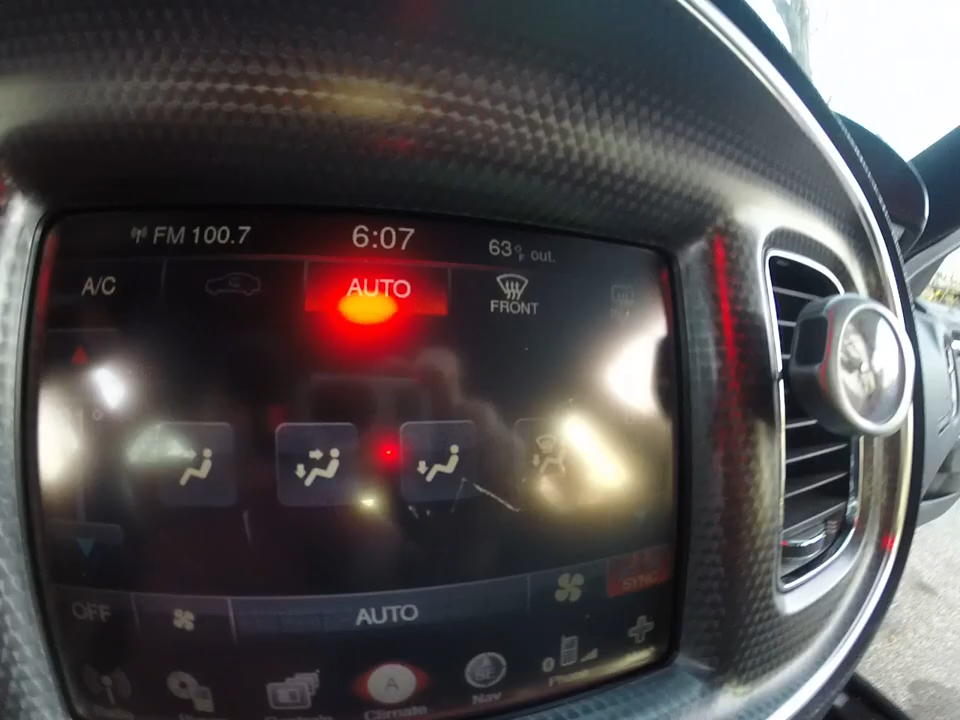 FM 100.7
6:07
63°F out.
A/C
AUTO
FRONT
OFF
AUTO
SYNC
A
Climate
Nav